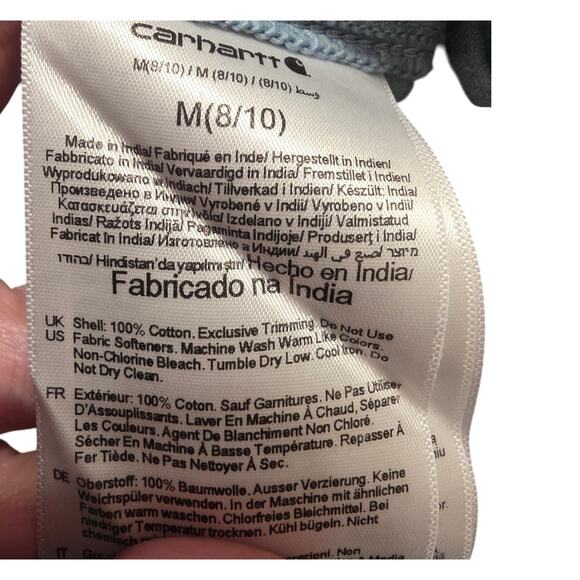 carhartt
M(8/10) / M (8/10) / (8/10) وسط
M(8/10)
Made in India/ Fabriqué en Inde/ Hergestellt in Indien/
Fabbricato in India/ Vervaardigd in India/ Fremstillet i Indien/
Wyprodukowano w Indiach/ Tillverkad i Indien/ Készült: India/
Произведено в Индии/ Vyrobené v Indii/ Vyrobeno v Indii/
Κατασκευάζεται στην Ινδία/ Izdelano v Indiji/ Valmistatud
Indias/ Ražots Indijā/ Pagaminta Indijoje/ Produsert i India/
Fabricat în India/ Изготовлено в Индии/ صنع في الهند/ מיוצר
בהודו/ Hindistan'da yapılmıştır/ Hecho en India/
Fabricado na India
UK Shell: 100% Cotton. Exclusive Trimming. Do Not Use
US Fabric Softeners. Machine Wash Warm Like Colors.
Non-Chlorine Bleach. Tumble Dry Low. Cool Iron. Do
Not Dry Clean.
FR Extérieur: 100% Coton. Sauf Garnitures. Ne Pas Utiliser
D'Assouplissants. Laver En Machine À Chaud, Séparer
Les Couleurs. Agent De Blanchiment Non Chloré.
Sécher En Machine À Basse Température. Repasser À
Fer Tiède. Ne Pas Nettoyer À Sec.
DE Oberstoff: 100% Baumwolle. Ausser Verzierung. Keine
Weichspüler verwenden. In der Maschine mit ähnlichen
Farben warm waschen. Chlorfreies Bleichmittel. Bei
niedriger Temperatur trocknen. Kühl bügeln. Nicht
IT
Non